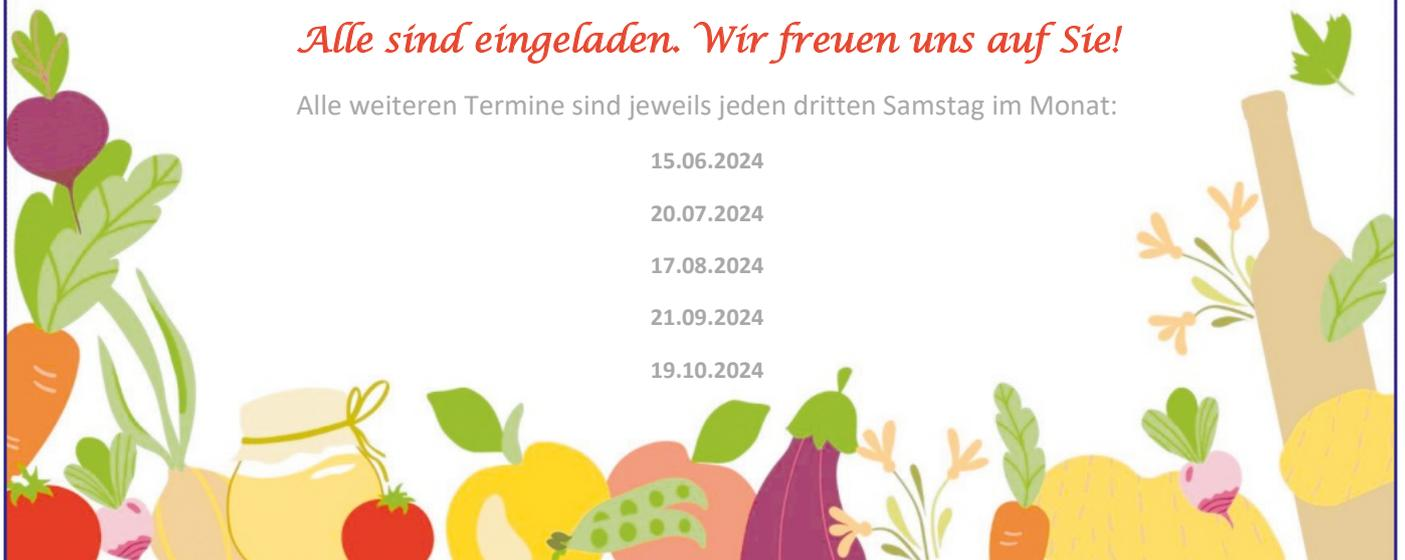 Alle sind eingeladen. Wir freuen uns auf Sie!
Alle weiteren Termine sind jeweils jeden dritten Samstag im Monat:
15.06.2024
20.07.2024
17.08.2024
21.09.2024
19.10.2024